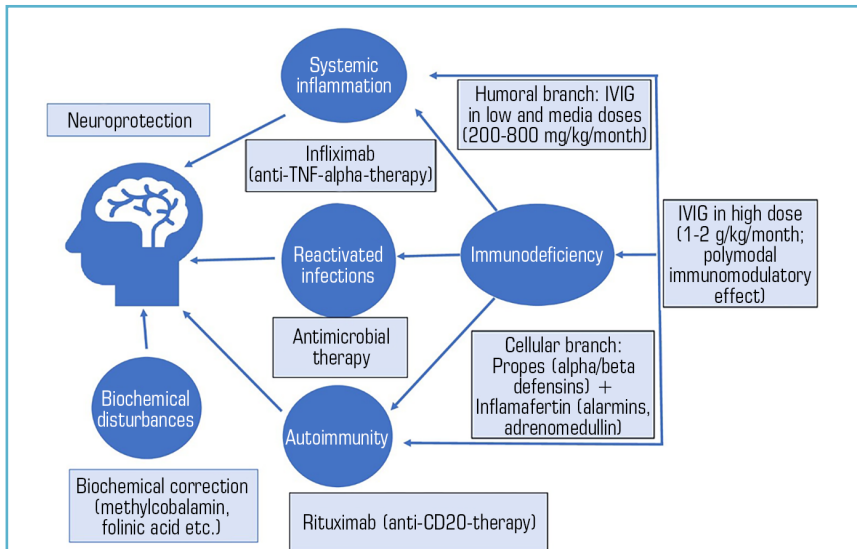 Systemic
inflammation
Humoral branch: IVIG
in low and media doses
(200-800 mg/kg/month)
Neuroprotection
Infliximab
(anti-TNF-alpha-therapy)
IVIG in high dose
(1-2 g/kg/month;
polymodal
immunomodulatory
effect)
Reactivated
infections
Immunodeficiency
Antimicrobial
therapy
Cellular branch:
Propes (alpha/beta
defensins) +
Inflamafertin (alarmins,
adrenomedullin)
Biochemical
disturbances
Autoimmunity
Biochemical correction
(methylcobalamin,
folinic acid etc.)
Rituximab (anti-CD20-therapy)